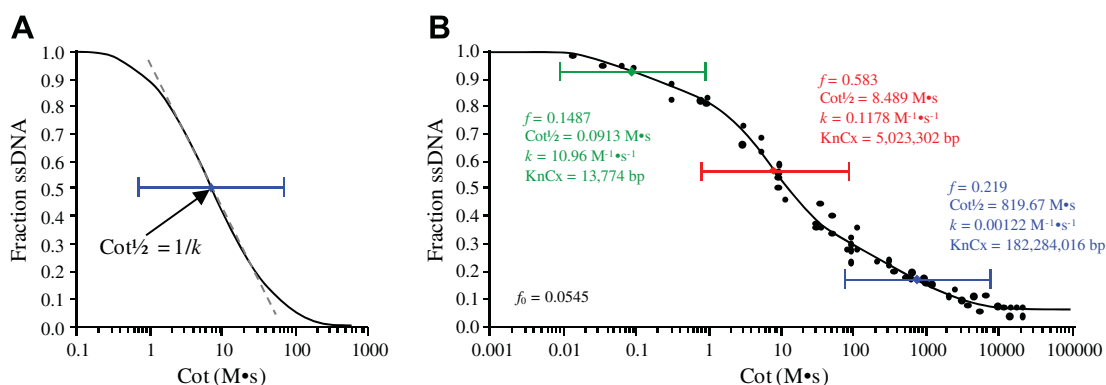 A
Fraction ssDNA
1.0
0.9
0.8
0.7
0.6
0.5
0.4
0.3
0.2
0.1
0.0
Cot½ = 1/k
0.1 1 10 100 1000
Cot (M•s)
B
Fraction ssDNA
1.0
0.9
0.8
0.7
0.6
0.5
0.4
0.3
0.2
0.1
0.0
f = 0.1487
Cot½ = 0.0913 M•s
k = 10.96 M⁻¹•s⁻¹
KnCx = 13,774 bp
f = 0.583
Cot½ = 8.489 M•s
k = 0.1178 M⁻¹•s⁻¹
KnCx = 5,023,302 bp
f = 0.219
Cot½ = 819.67 M•s
k = 0.00122 M⁻¹•s⁻¹
KnCx = 182,284,016 bp
f₀ = 0.0545
0.001 0.01 0.1 1 10 100 1000 10000 100000
Cot (M•s)